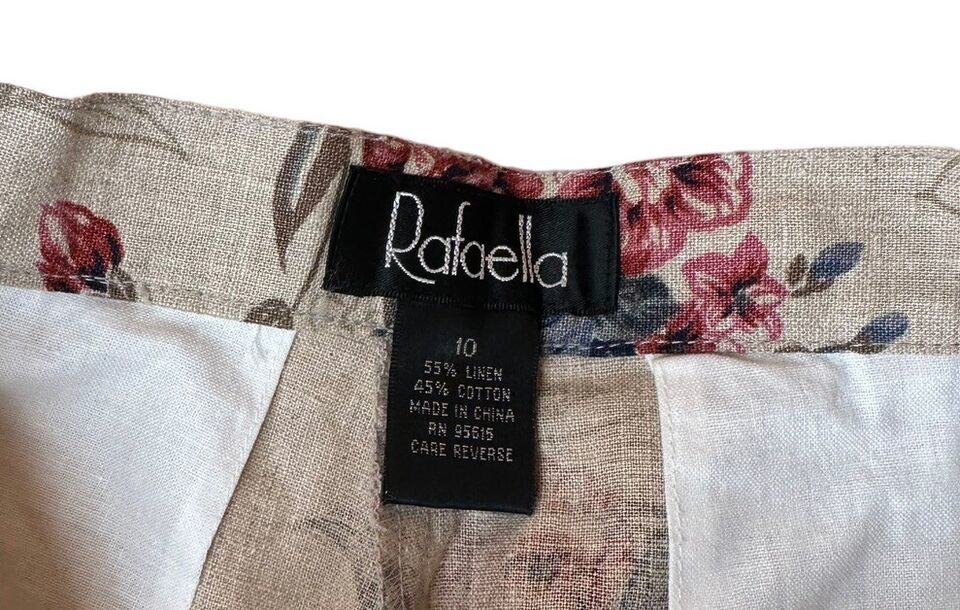 Rafaella
10
55% LINEN
45% COTTON
MADE IN CHINA
RN 95615
CARE REVERSE